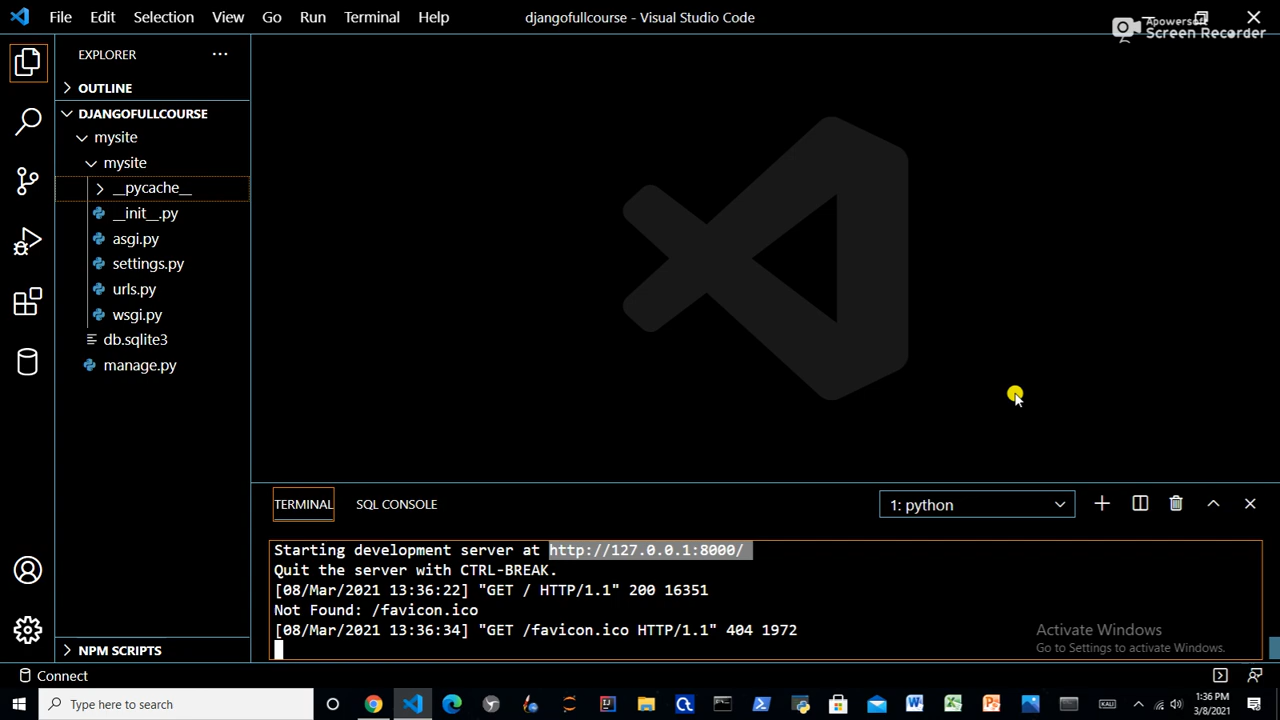 File Edit Selection View Go Run Terminal Help djangofullcourse - Visual Studio Code
Apowersoft
Screen Recorder
EXPLORER ...
OUTLINE
DJANGOFULLCOURSE
mysite
mysite
__pycache__
__init__.py
asgi.py
settings.py
urls.py
wsgi.py
db.sqlite3
manage.py
NPM SCRIPTS
TERMINAL SQL CONSOLE 1: python
Starting development server at http://127.0.0.1:8000/
Quit the server with CTRL-BREAK.
[08/Mar/2021 13:36:22] "GET / HTTP/1.1" 200 16351
Not Found: /favicon.ico
[08/Mar/2021 13:36:34] "GET /favicon.ico HTTP/1.1" 404 1972
Activate Windows
Go to Settings to activate Windows.
Connect
Type here to search
KALI
1:36 PM
3/8/2021